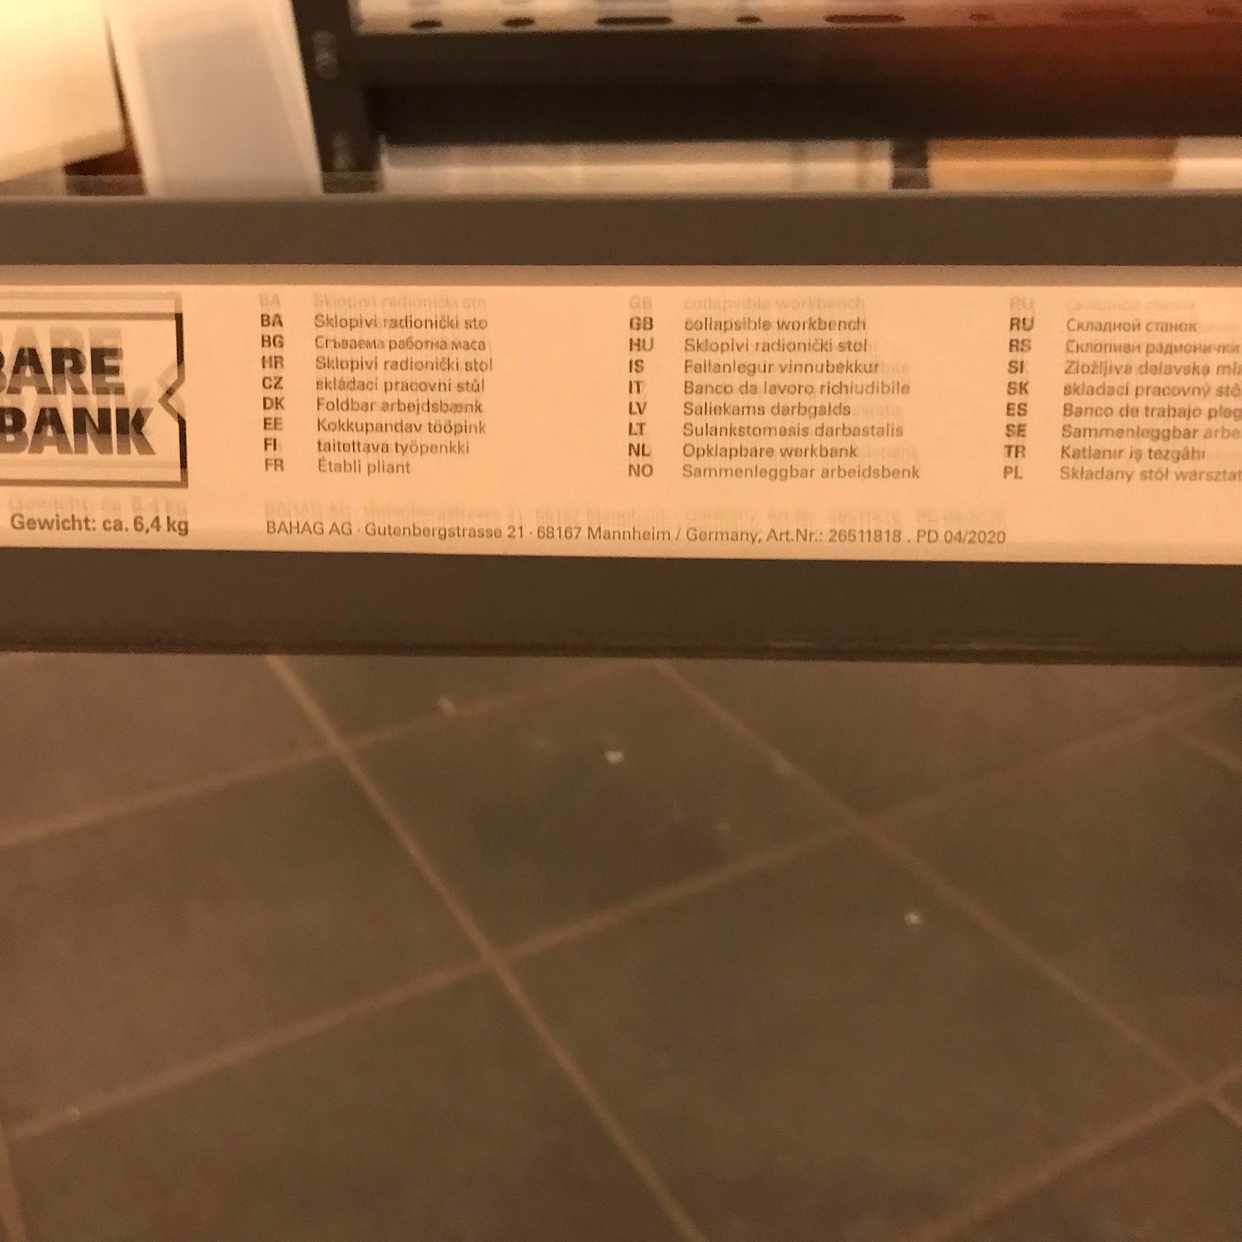 BARE
BANK
Gewicht: ca. 6,4 kg
BA Sklopivi radionički sto
BG Сгъваема работна маса
HR Sklopivi radionički stol
CZ skládací pracovní stůl
DK Foldbar arbejdsbænk
EE Kokkupandav tööpink
FI taitettava työpenkki
FR Établi pliant
GB collapsible workbench
HU Sklopivi radionički stol
IS Fellanlegur vinnubekkur
IT Banco da lavoro richiudibile
LV Saliekams darbgalds
LT Sulankstomasis darbastalis
NL Opklapbare werkbank
NO Sammenleggbar arbeidsbenk
RU Складной станок
RS Склопиви радионички
SI Zložljiva delavska
SK skladací pracovný
ES Banco de trabajo
SE Sammenleggbar
TR Katlanır iş tezgâhı
PL Składany stół
BAHAG AG · Gutenbergstrasse 21 · 68167 Mannheim / Germany, Art.Nr.: 26511818 . PD 04/2020